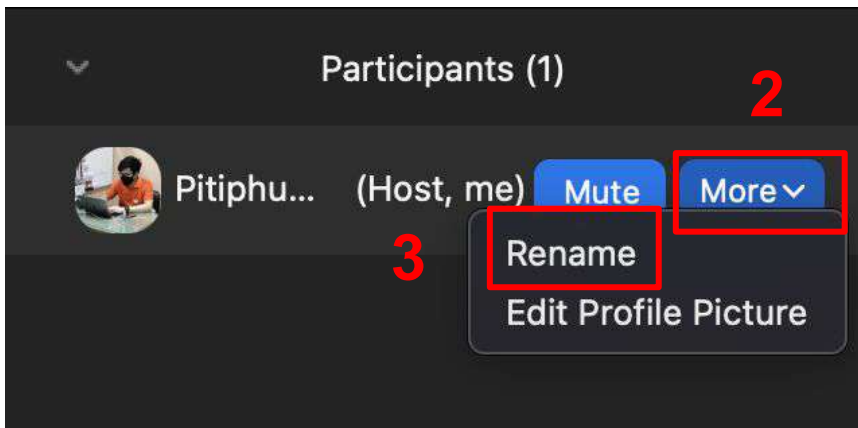 Participants (1)
2
Pitiphu... (Host, me) Mute More
3
Rename
Edit Profile Picture